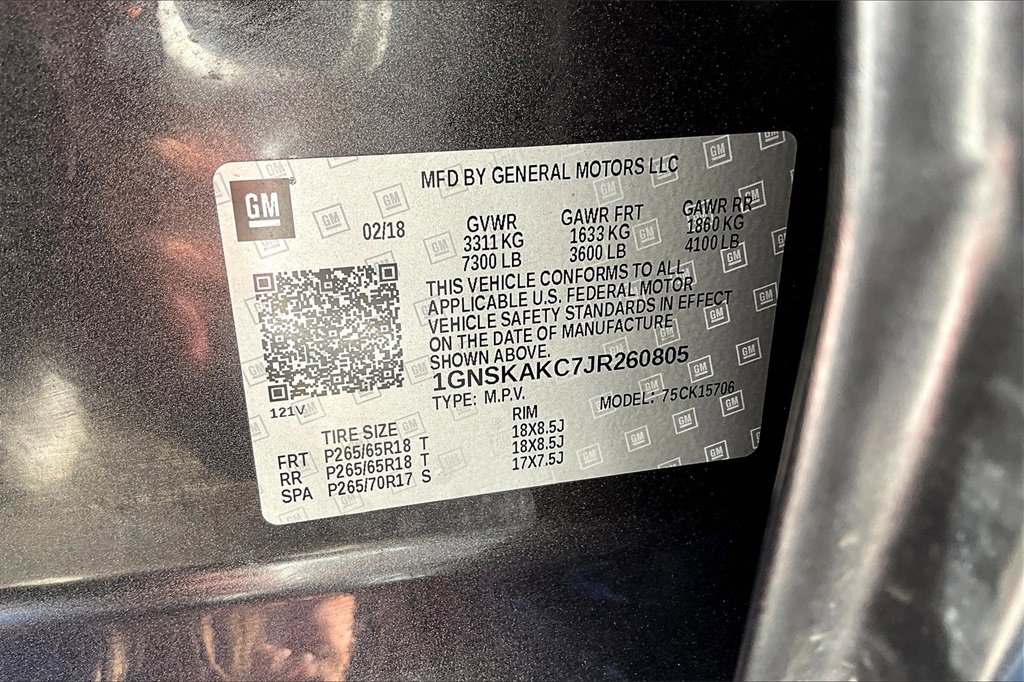 MFD BY GENERAL MOTORS LLC
GM
02/18
GVWR GAWR FRT GAWR RR
3311 KG 1633 KG 1860 KG
7300 LB 3600 LB 4100 LB
THIS VEHICLE CONFORMS TO ALL
APPLICABLE U.S. FEDERAL MOTOR
VEHICLE SAFETY STANDARDS IN EFFECT
ON THE DATE OF MANUFACTURE
SHOWN ABOVE.
1GNSKAKC7JR260805
TYPE: M.P.V. MODEL: 75CK15706
121V
TIRE SIZE RIM
FRT P265/65R18 T 18X8.5J
RR P265/65R18 T 18X8.5J
SPA P265/70R17 S 17X7.5J